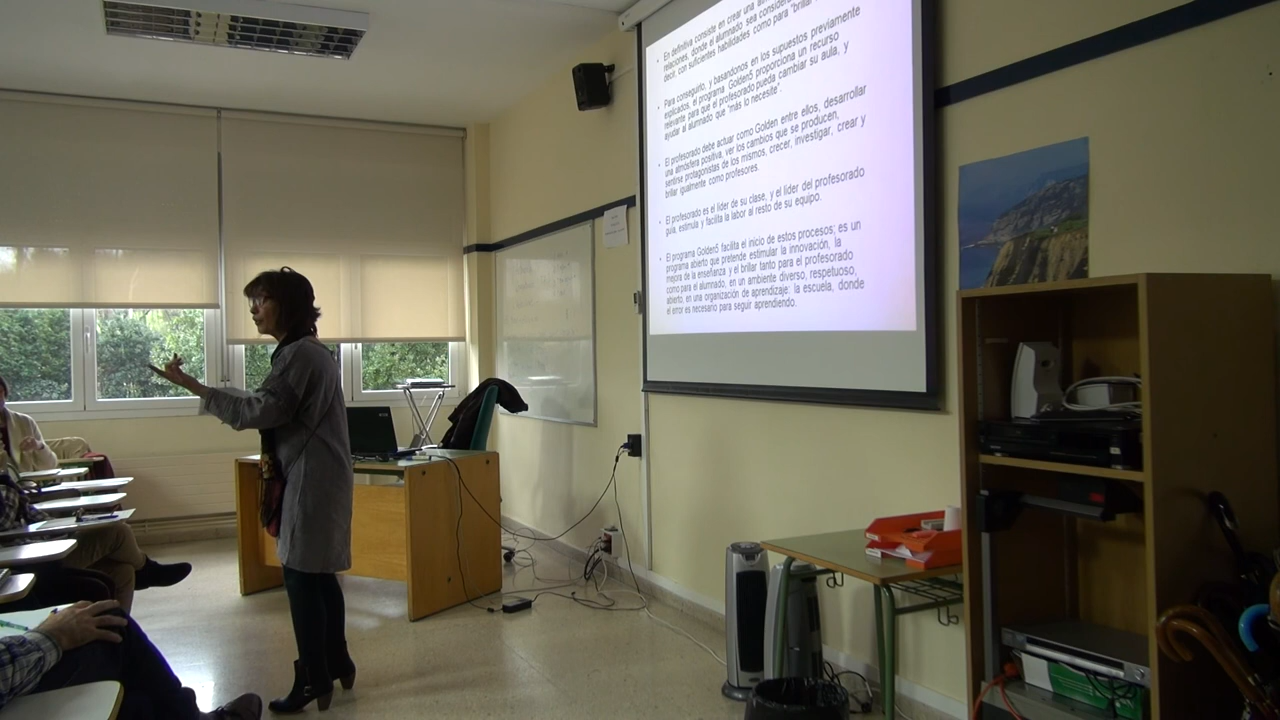 En definitiva consiste en crear una
relaciones, donde el alumnado sea
decir, con suficientes habilidades como para "brillar
Para conseguirlo, y basandonos en los supuestos previamente
explicados, el programa Golden5 proporciona un recurso
relevante para que el profesorado pueda cambiar su aula, y
ayudar al alumnado que "más lo necesite".
El profesorado debe actuar como Golden entre ellos, desarrollar
una atmósfera positiva, ver los cambios que se producen,
sentirse protagonistas de los mismos, crecer, investigar, crear y
brillar igualmente como profesores.
El profesorado es el líder de su clase, y el líder del profesorado
guía, estimula y facilita la labor al resto de su equipo.
El programa Golden5 facilita el inicio de estos procesos; es un
programa abierto que pretende estimular la innovación, la
mejora de la enseñanza y el brillar tanto para el profesorado
como para el alumnado, en un ambiente diverso, respetuoso,
abierto, en una organización de aprendizaje: la escuela, donde
el error es necesario para seguir aprendiendo.